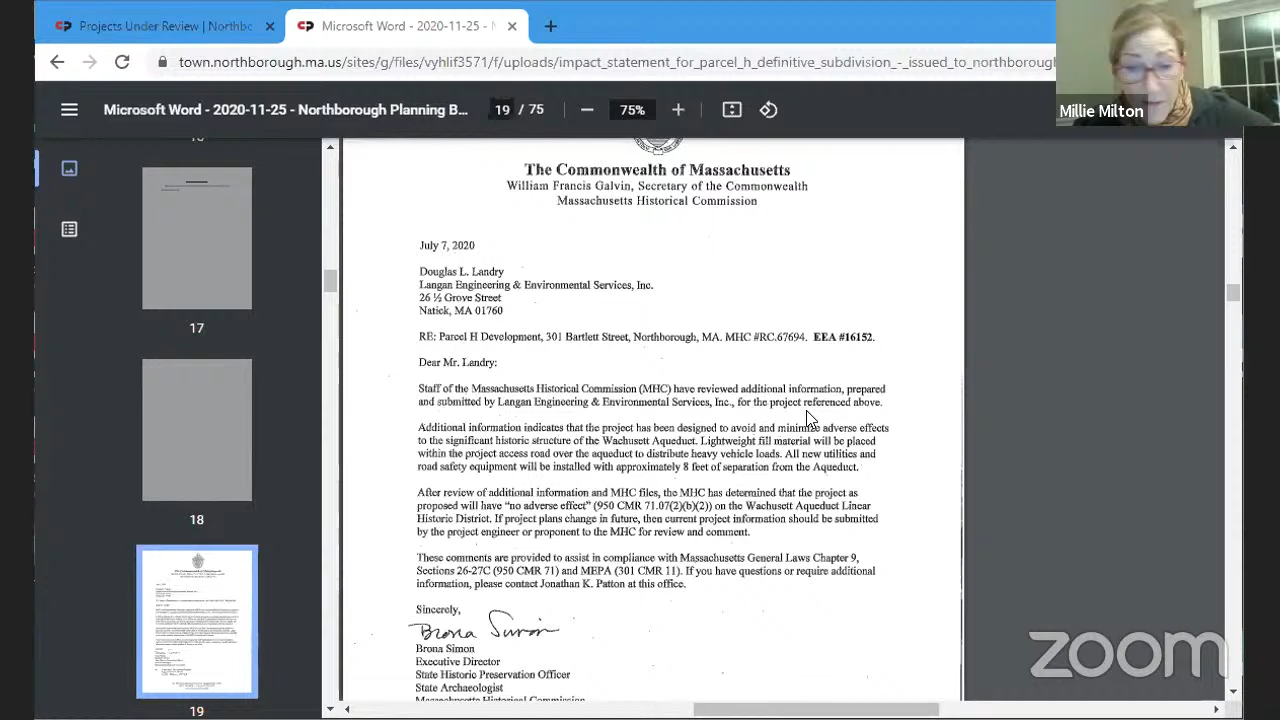 Projects Under Review | Northbo
Microsoft Word - 2020-11-25 - N
town.northborough.ma.us/sites/g/files/vyhlif3571/f/uploads/impact_statement_for_parcel_h_definitive_subdivision_-_issued_to_northborough
Millie Milton
Microsoft Word - 2020-11-25 - Northborough Planning B...
19 / 75
75%
17
18
19
The Commonwealth of Massachusetts
William Francis Galvin, Secretary of the Commonwealth
Massachusetts Historical Commission
July 7, 2020
Douglas L. Landry
Langan Engineering & Environmental Services, Inc.
26 ½ Grove Street
Natick, MA 01760
RE: Parcel H Development, 301 Bartlett Street, Northborough, MA. MHC #RC.67694. EEA #16152.
Dear Mr. Landry:
Staff of the Massachusetts Historical Commission (MHC) have reviewed additional information, prepared
and submitted by Langan Engineering & Environmental Services, Inc., for the project referenced above.
Additional information indicates that the project has been designed to avoid and minimize adverse effects
to the significant historic structure of the Wachusett Aqueduct. Lightweight fill material will be placed
within the project access road over the aqueduct to distribute heavy vehicle loads. All new utilities and
road safety equipment will be installed with approximately 8 feet of separation from the Aqueduct.
After review of additional information and MHC files, the MHC has determined that the project as
proposed will have "no adverse effect" (950 CMR 71.07(2)(b)(2)) on the Wachusett Aqueduct Linear
Historic District. If project plans change in future, then current project information should be submitted
by the project engineer or proponent to the MHC for review and comment.
These comments are provided to assist in compliance with Massachusetts General Laws Chapter 9,
Sections 26-27C (950 CMR 71) and MEPA (301 CMR 11). If you have questions or require additional
information, please contact Jonathan K. Patton at this office.
Sincerely,
Brona Simon
Brona Simon
Executive Director
State Historic Preservation Officer
State Archaeologist
Massachusetts Historical Commission
zoom